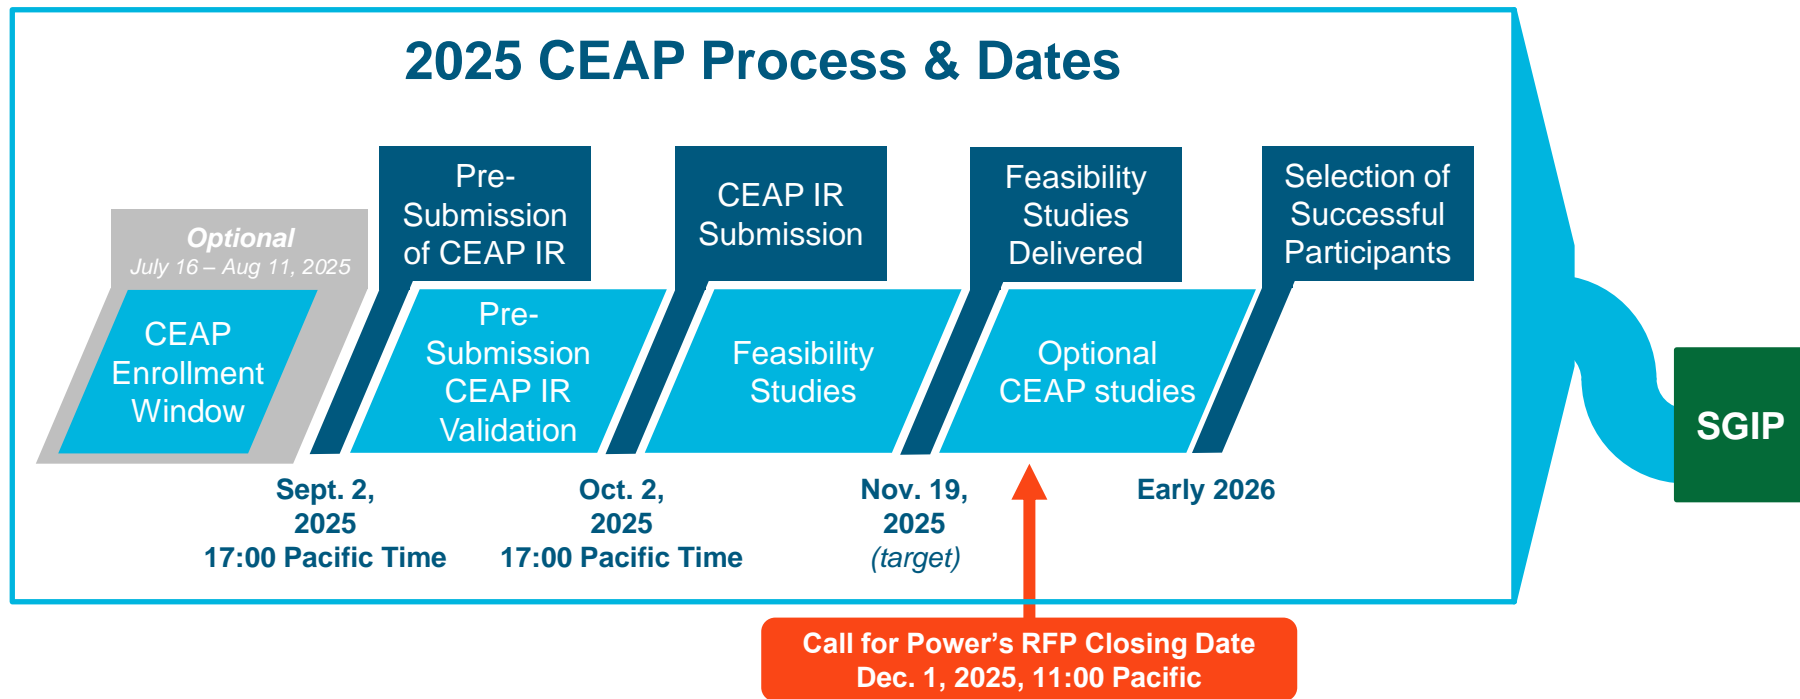 2025 CEAP Process & Dates
Optional
July 16 – Aug 11, 2025
CEAP
Enrollment
Window
Pre-
Submission
of CEAP IR
Pre-
Submission
CEAP IR
Validation
CEAP IR
Submission
Feasibility
Studies
Feasibility
Studies
Delivered
Optional
CEAP studies
Selection of
Successful
Participants
Sept. 2,
2025
17:00 Pacific Time
Oct. 2,
2025
17:00 Pacific Time
Nov. 19,
2025
(target)
Early 2026
Call for Power’s RFP Closing Date
Dec. 1, 2025, 11:00 Pacific
SGIP